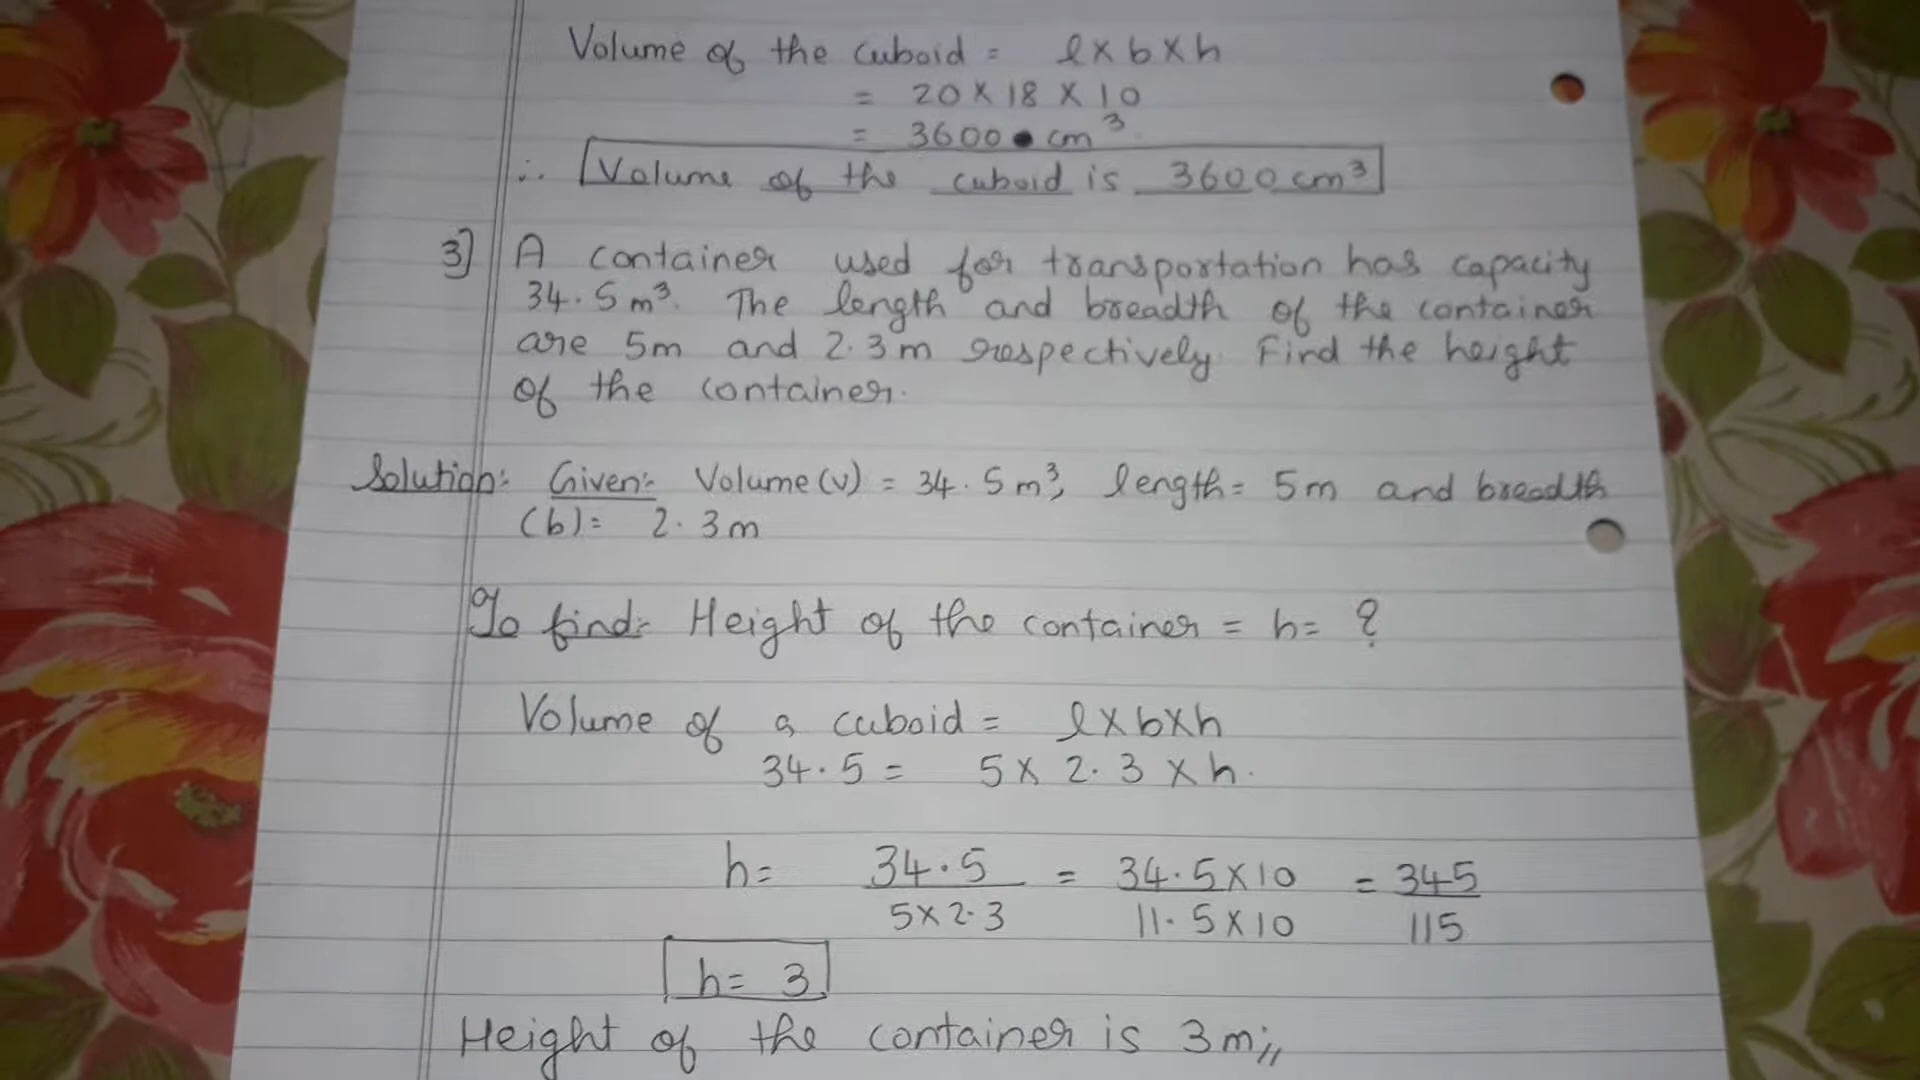 Volume of the cuboid = l×b×h
= 20×18×10
= 3600 cm³
∴ Volume of the cuboid is 3600 cm³
3] A container used for transportation has capacity
34.5 m³. The length and breadth of the container
are 5m and 2.3m respectively. Find the height
of the container.
Solution: Given: Volume (v) = 34.5 m³, length = 5m and breadth
(b) = 2.3m
To find: Height of the container = h = ?
Volume of a cuboid = l×b×h
34.5 = 5×2.3×h.
h = 34.5 / 5×2.3 = 34.5×10 / 11.5×10 = 345 / 115
h = 3
Height of the container is 3m;,,